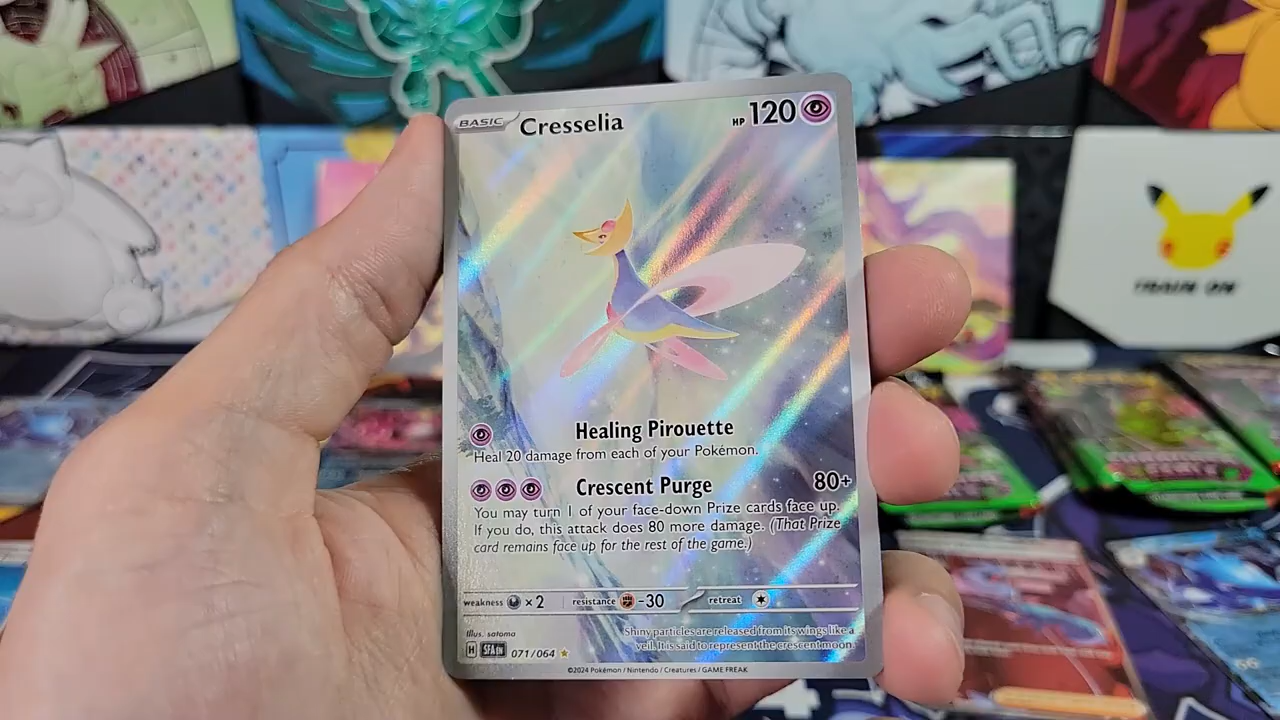 BASIC Cresselia HP 120
TRAIN ON
Healing Pirouette
Heal 20 damage from each of your Pokémon.
Crescent Purge 80+
You may turn 1 of your face-down Prize cards face up.
If you do, this attack does 80 more damage. (That Prize
card remains face up for the rest of the game.)
weakness ×2 resistance -30 retreat
Illus. satoma
Shiny particles are released from its wings like a
veil. It is said to represent the crescent moon.
H SFA EN 071/064
©2024 Pokémon / Nintendo / Creatures / GAME FREAK